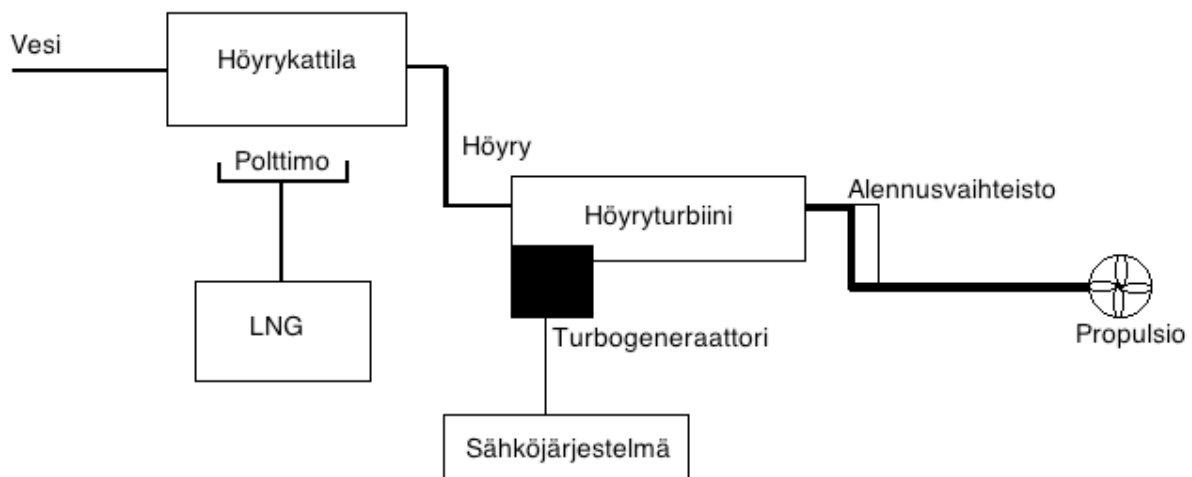 Vesi
Höyrykattila
Polttimo
Höyry
Höyryturbiini
Alennusvaihteisto
LNG
Turbogeneraattori
Propulsio
Sähköjärjestelmä